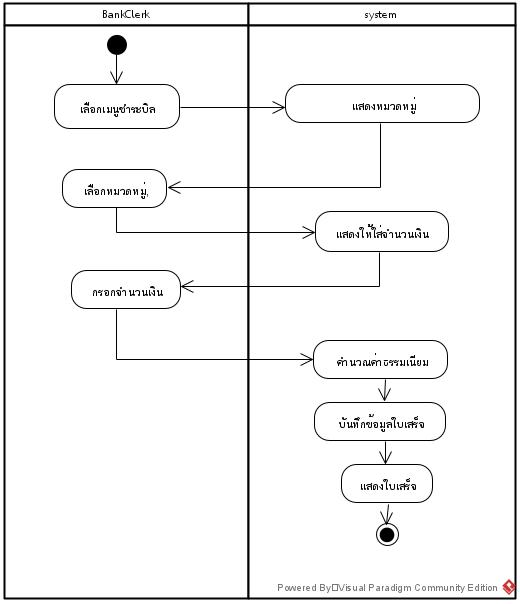 BankClerk
system
เลือกเมนูชำระบิล
แสดงหมวดหมู่
เลือกหมวดหมู่,
แสดงให้ใส่จำนวนเงิน
กรอกจำนวนเงิน
คำนวณค่าธรรมเนียม
บันทึกข้อมูลใบเสร็จ
แสดงใบเสร็จ
Powered By Visual Paradigm Community Edition